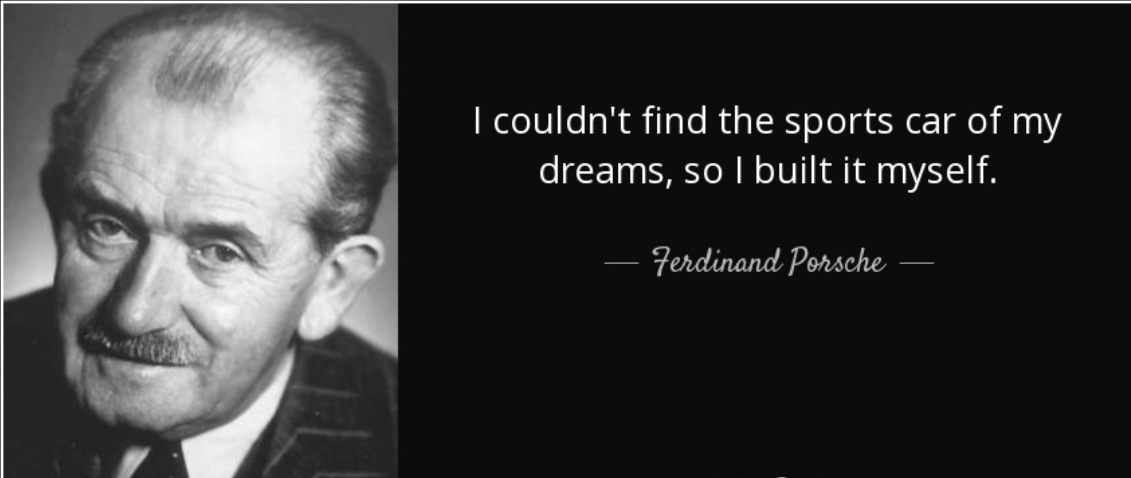 I couldn't find the sports car of my
dreams, so I built it myself.
— Ferdinand Porsche —